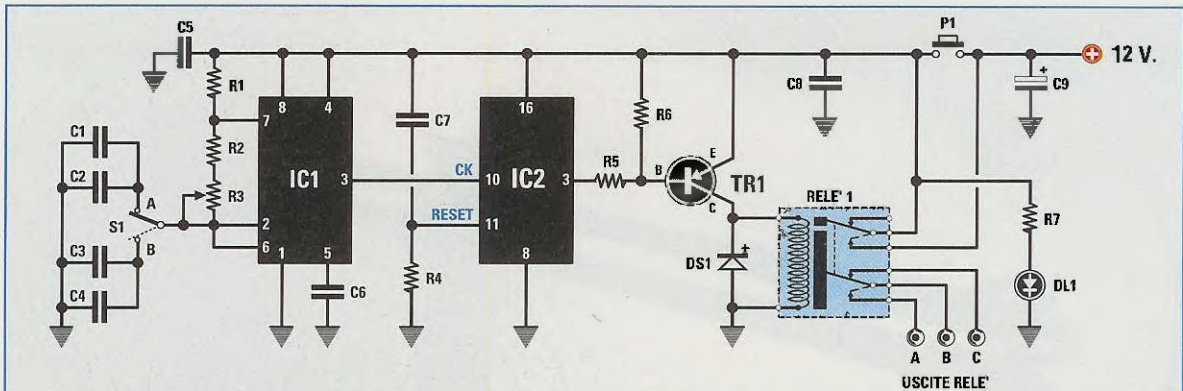 C5
P1
12 V.
R1
8
4
C8
+
C9
7
C7
16
R6
C1
R2
E
C2
IC1
3
CK
10
IC2
3
R5
B
TR1
A
R3
C
RELE' 1
S1
RESET
11
R7
2
B
6
C3
1
5
C6
R4
8
DS1
+
DL1
C4
A
B
C
USCITE RELE'